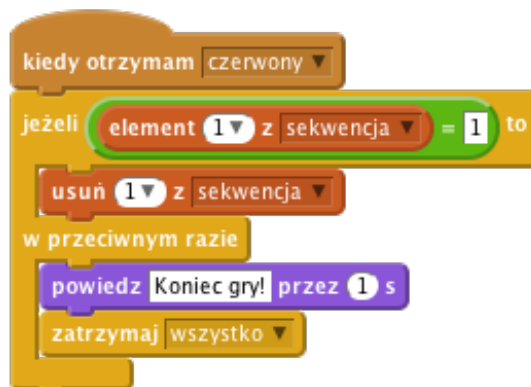 kiedy otrzymam czerwony
jeżeli element 1 z sekwencja = 1 to
usuń 1 z sekwencja
w przeciwnym razie
powiedz Koniec gry! przez 1 s
zatrzymaj wszystko